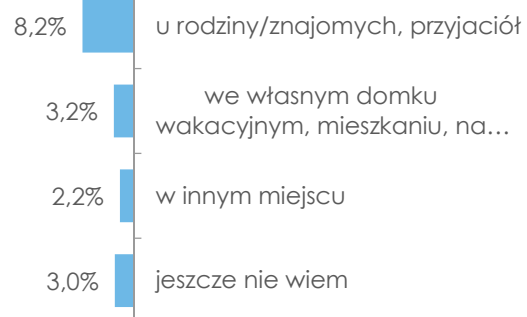 8,2% u rodziny/znajomych, przyjaciół
3,2% we własnym domku
wakacyjnym, mieszkaniu, na…
2,2% w innym miejscu
3,0% jeszcze nie wiem